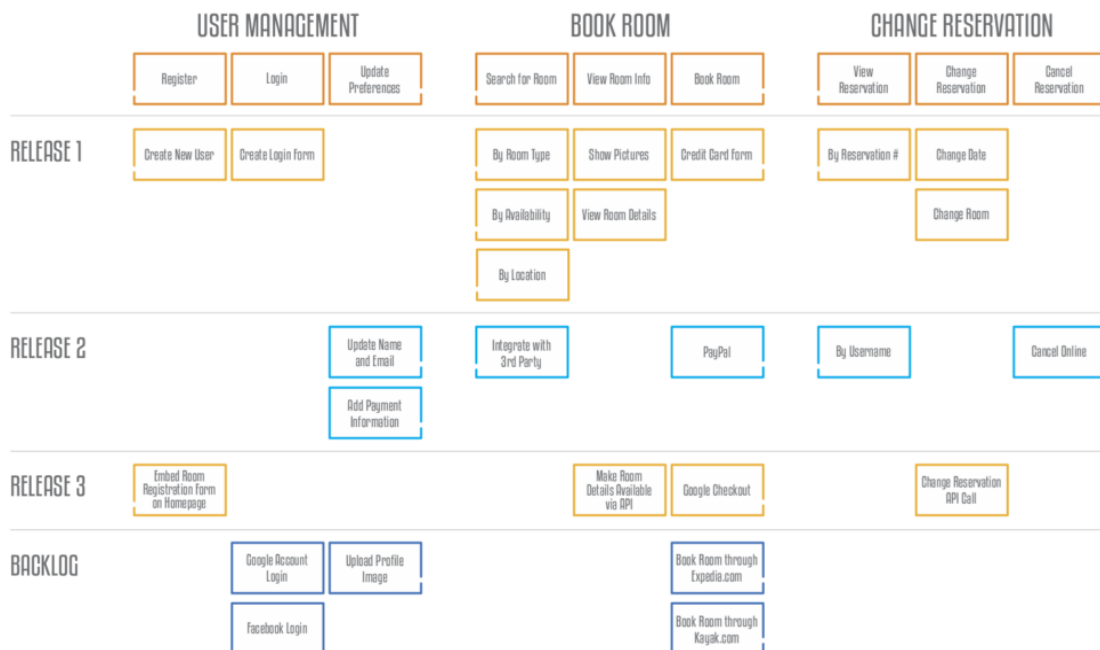 USER MANAGEMENT
BOOK ROOM
CHANGE RESERVATION
Register
Login
Update
Preferences
Search for Room
View Room Info
Book Room
View
Reservation
Change
Reservation
Cancel
Reservation
RELEASE 1
Create New User
Create Login Form
By Room Type
Show Pictures
Credit Card Form
By Reservation #
Change Date
By Availability
View Room Details
Change Room
By Location
RELEASE 2
Update Name
and Email
Integrate with
3rd Party
PayPal
By Username
Cancel Online
Add Payment
Information
RELEASE 3
Embed Room
Registration Form
on Homepage
Make Room
Details Available
via API
Google Checkout
Change Reservation
API Call
BACKLOG
Google Account
Login
Upload Profile
Image
Book Room through
Expedia.com
Facebook Login
Book Room through
Kayak.com